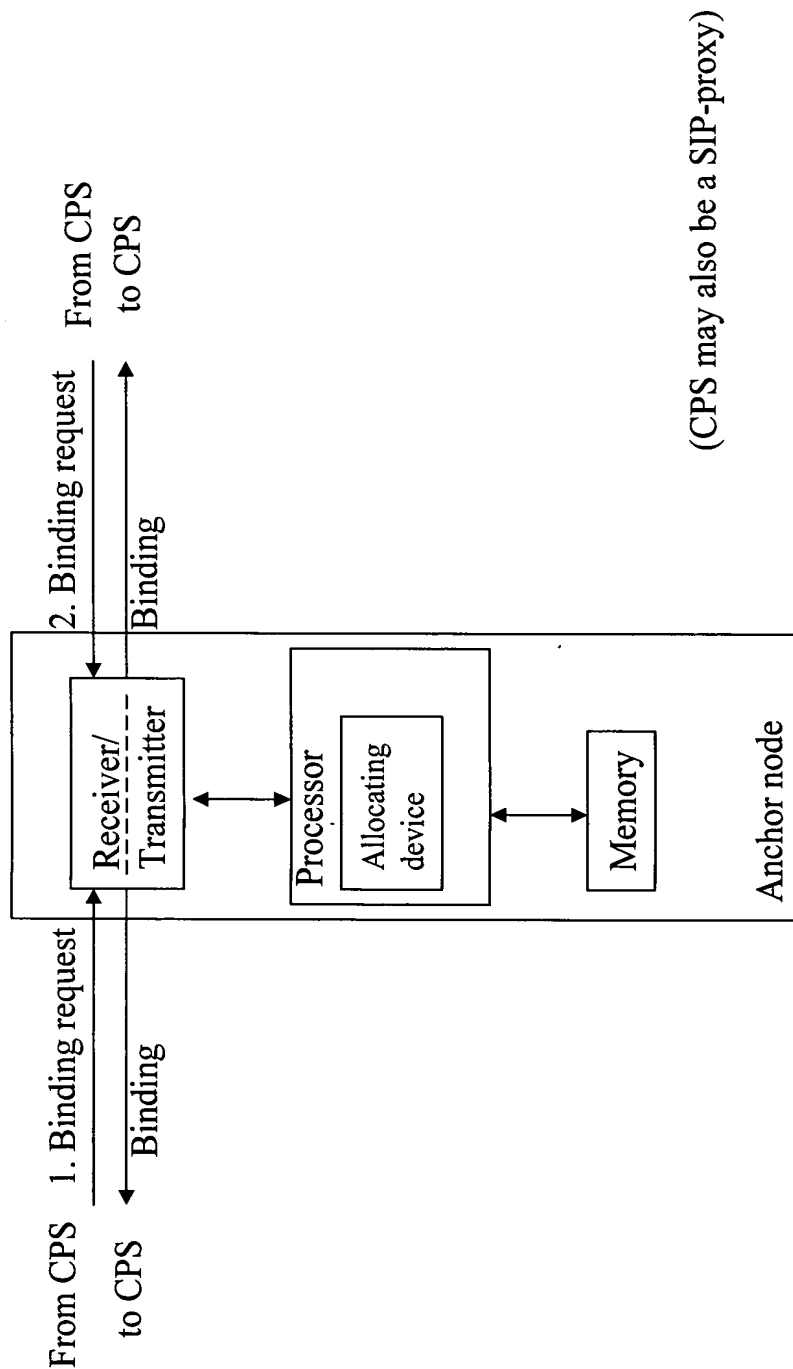 From CPS
1. Binding request
to CPS
Binding
Receiver/
Transmitter
2. Binding request
From CPS
Binding
to CPS
Processor
Allocating
device
Memory
Anchor node
(CPS may also be a SIP-proxy)